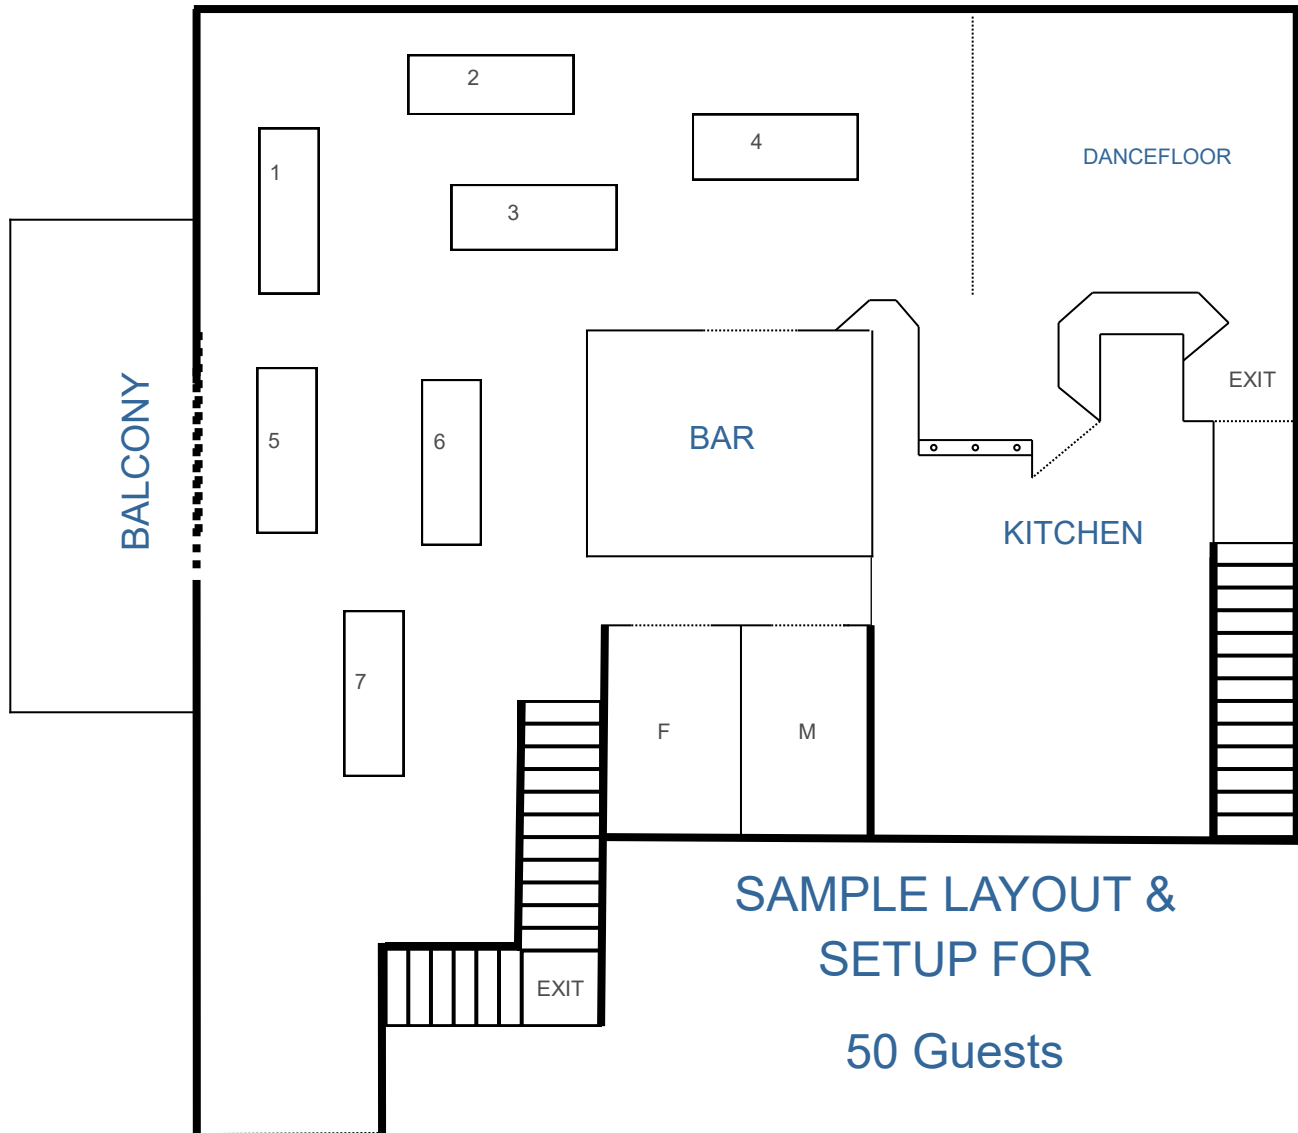 2
4
1
DANCEFLOOR
3
EXIT
BALCONY
5
6
BAR
KITCHEN
7
F
M
SAMPLE LAYOUT &
SETUP FOR
50 Guests
EXIT